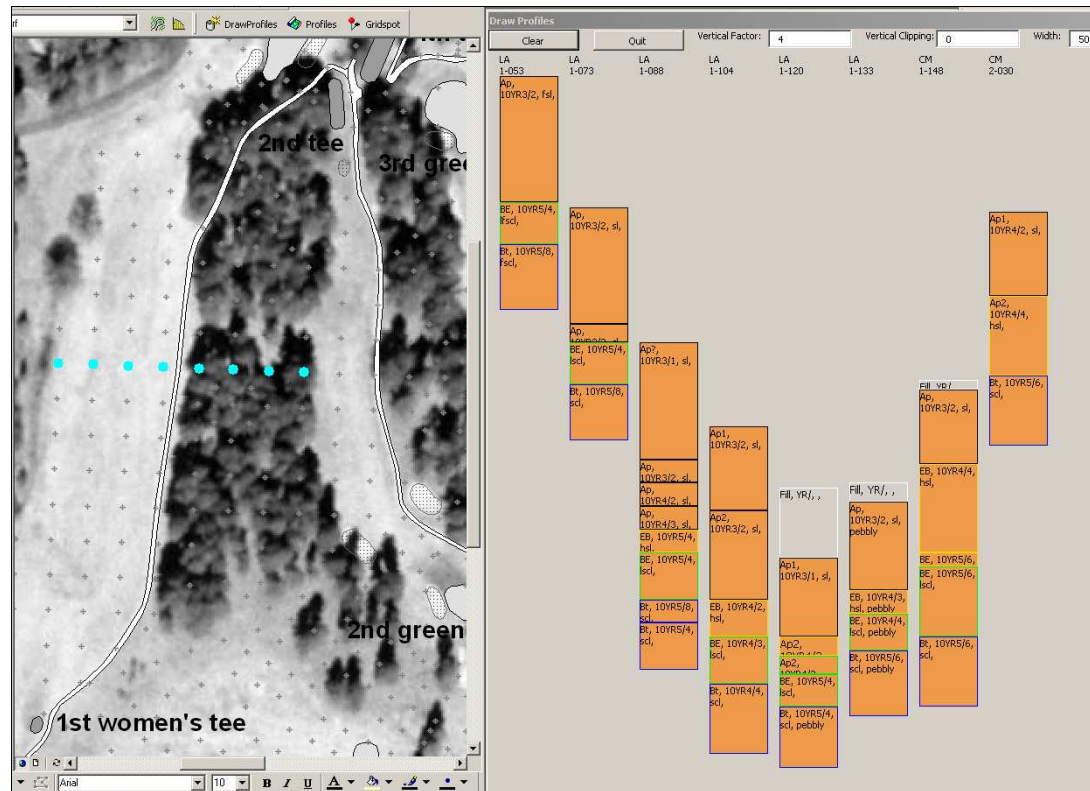 rf
DrawProfiles
Profiles
Gridspot
2nd tee
3rd gree
2nd green
1st women's tee
Arial
10
B I U A
Draw Profiles
Clear
Quit
Vertical Factor:
4
Vertical Clipping:
0
Width:
50
LA
1-053
LA
1-073
LA
1-088
LA
1-104
LA
1-120
LA
1-133
CM
1-148
CM
2-030
Ap,
10YR3/2, fsl,
BE, 10YR5/4,
lfscl,
Bt, 10YR5/8,
fscl,
Ap,
10YR3/2, sl,
Ap,
10YR3/2, sl,
BE, 10YR5/4,
lscl,
Bt, 10YR5/8,
scl,
Ap?,
10YR3/1, sl,
Ap,
10YR3/2, sl,
Ap,
10YR4/2, sl,
Ap,
10YR4/3, sl,
EB, 10YR5/4,
hsl,
BE, 10YR5/4,
lscl,
Bt, 10YR5/8,
scl,
Bt, 10YR5/4,
scl,
Ap1,
10YR3/2, sl,
Ap2,
10YR3/2, sl,
EB, 10YR4/2,
hsl,
BE, 10YR4/3,
lscl,
Bt, 10YR4/4,
scl,
Fill, YR/, ,
Ap1,
10YR3/1, sl,
Ap2,
Ap2,
BE, 10YR5/4,
lscl,
Bt, 10YR5/4,
scl, pebbly
Fill, YR/, ,
Ap,
10YR3/2, sl,
pebbly
EB, 10YR4/3,
hsl, pebbly
BE, 10YR4/4,
lscl, pebbly
Bt, 10YR5/6,
scl, pebbly
Fill, YR/
Ap,
10YR3/2, sl,
EB, 10YR4/4,
hsl,
BE, 10YR5/6,
BE, 10YR5/6,
lscl,
Bt, 10YR5/6,
scl,
Ap1,
10YR4/2, sl,
Ap2,
10YR4/4,
hsl,
Bt, 10YR5/6,
scl,